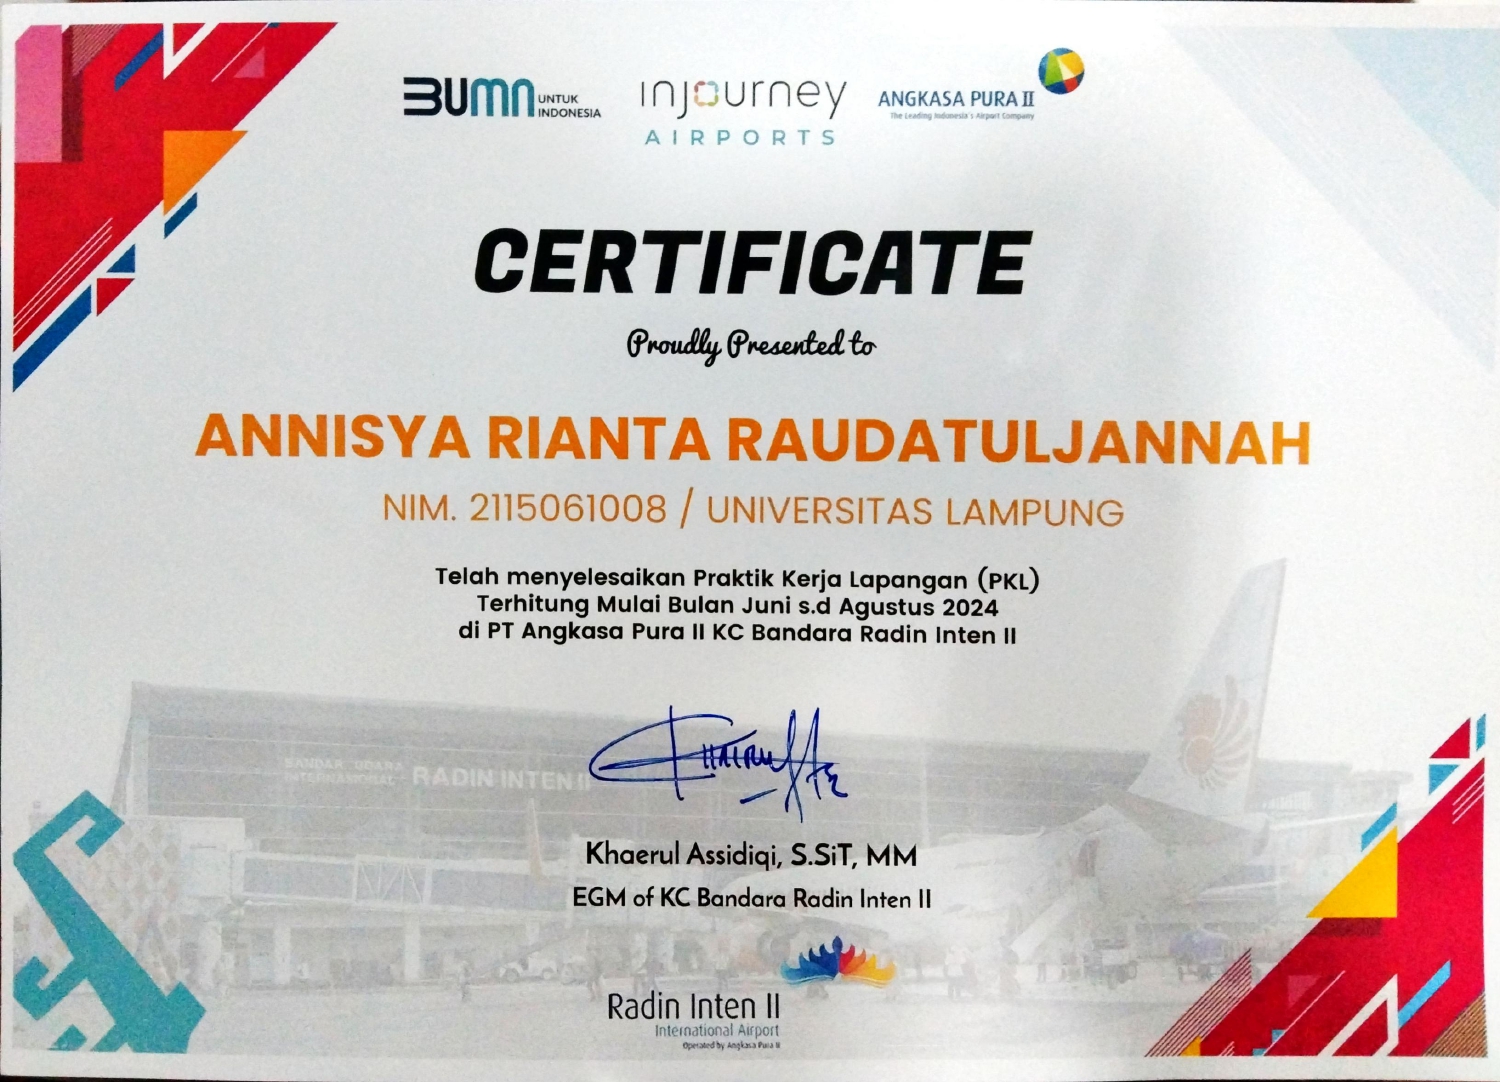 BUMN UNTUK INDONESIA
injourney
AIRPORTS
ANGKASA PURA II
The Leading Indonesia's Airport Company
CERTIFICATE
Proudly Presented to
ANNISYA RIANTA RAUDATULJANNAH
NIM. 2115061008 / UNIVERSITAS LAMPUNG
Telah menyelesaikan Praktik Kerja Lapangan (PKL)
Terhitung Mulai Bulan Juni s.d Agustus 2024
di PT Angkasa Pura II KC Bandara Radin Inten II
BANDAR UDARA
INTERNASIONAL RADIN INTEN II
Khaerul Assidiqi, S.SiT, MM
EGM of KC Bandara Radin Inten II
Radin Inten II
International Airport
Operated by Angkasa Pura II